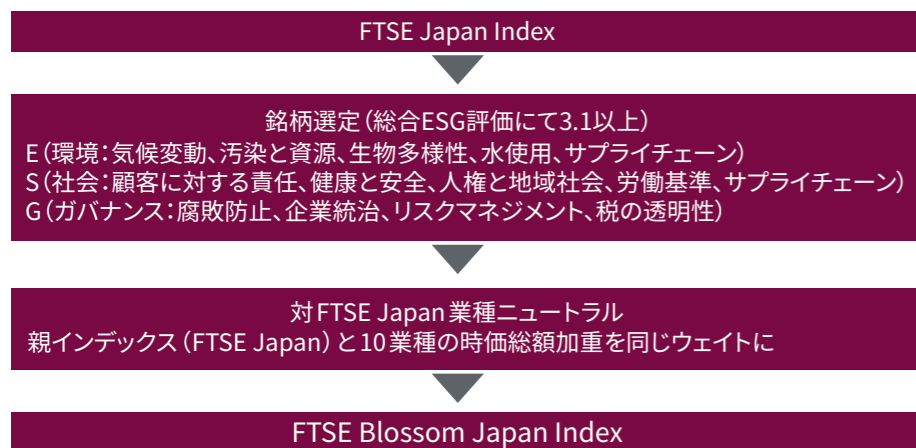 FTSE Japan Index
銘柄選定（総合ESG評価にて3.1以上）
E（環境：気候変動、汚染と資源、生物多様性、水使用、サプライチェーン）
S（社会：顧客に対する責任、健康と安全、人権と地域社会、労働基準、サプライチェーン）
G（ガバナンス：腐敗防止、企業統治、リスクマネジメント、税の透明性）
対FTSE Japan業種ニュートラル
親インデックス（FTSE Japan）と10業種の時価総額加重を同じウェイトに
FTSE Blossom Japan Index